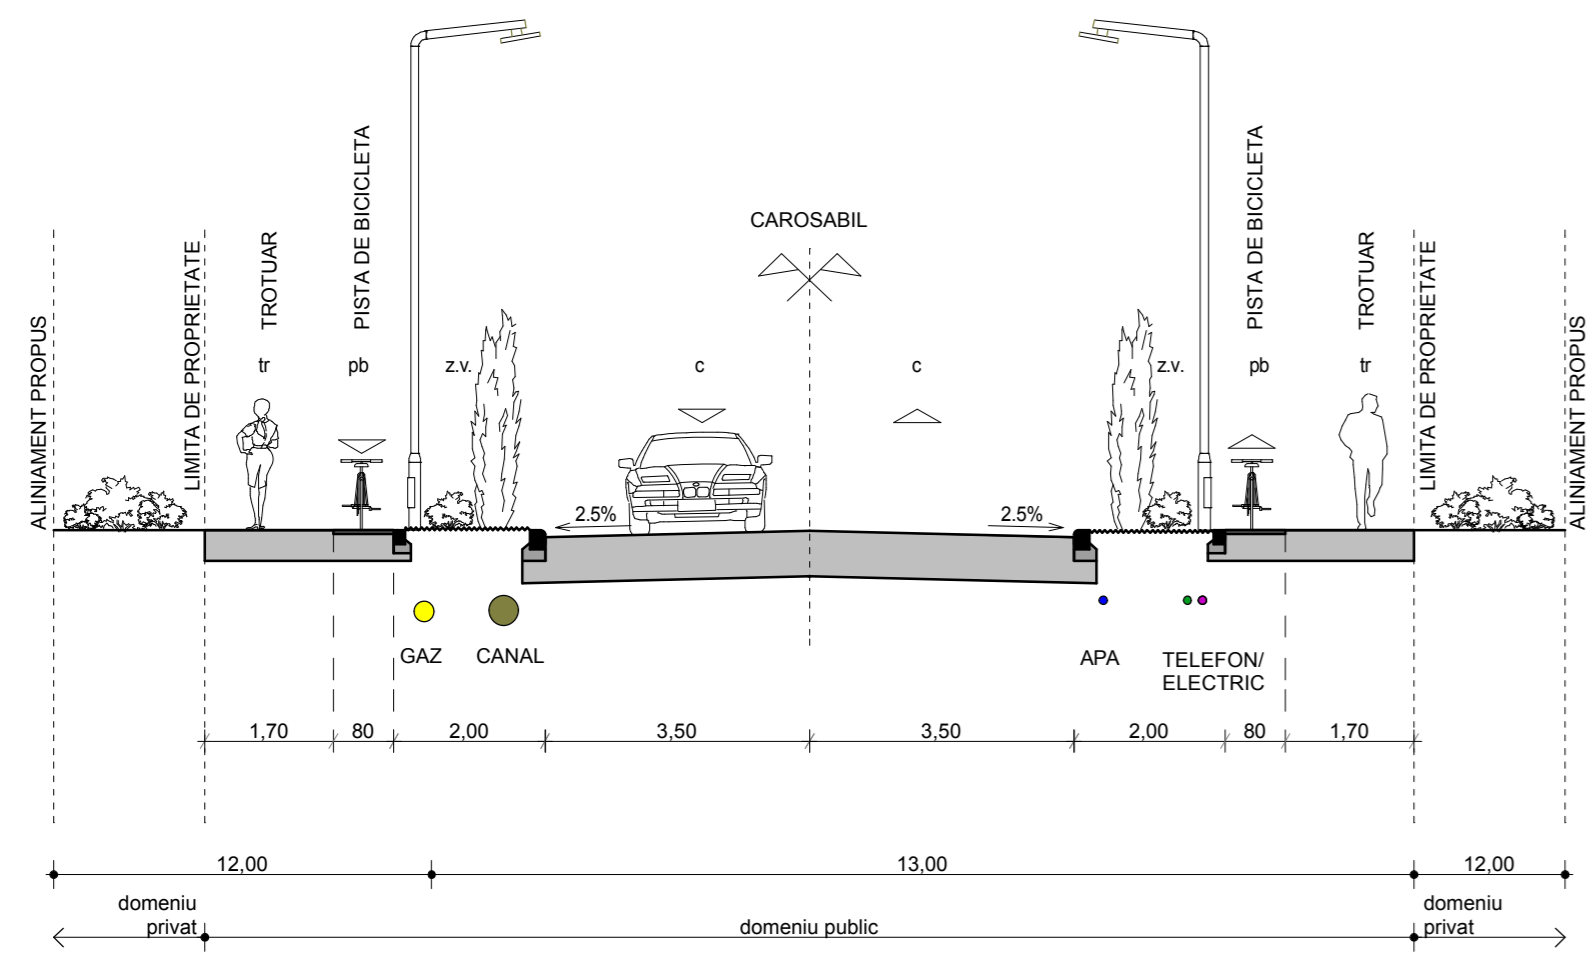 CAROSABIL
ALINIAMENT PROPUS
LIMITA DE PROPRIETATE
TROTUAR
PISTA DE BICICLETA
PISTA DE BICICLETA
TROTUAR
LIMITA DE PROPRIETATE
ALINIAMENT PROPUS
tr pb z.v. c c z.v. pb tr
2.5% 2.5%
GAZ CANAL APA TELEFON/
ELECTRIC
1,70 80 2,00 3,50 3,50 2,00 80 1,70
12,00 13,00 12,00
domeniu
privat
domeniu public
domeniu
privat